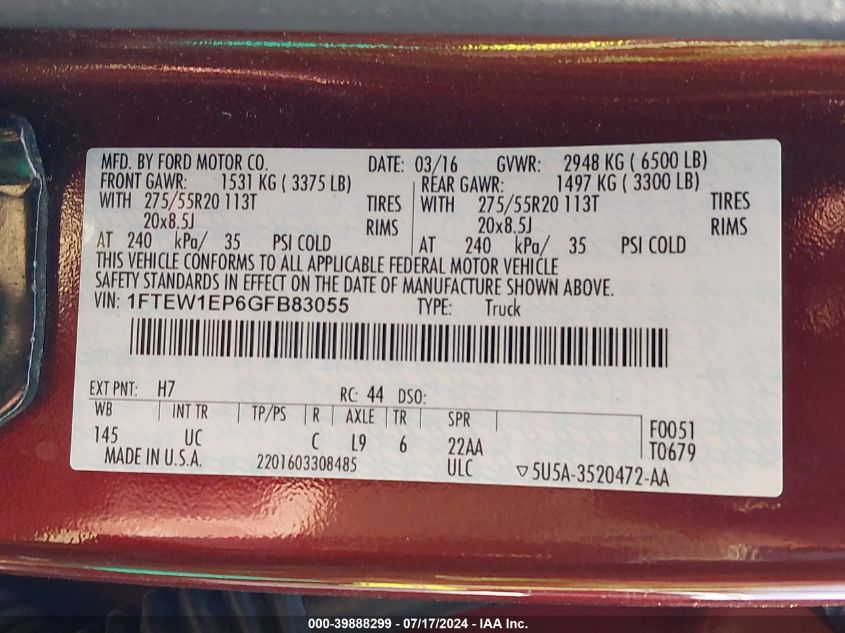 MFD. BY FORD MOTOR CO. DATE: 03/16 GVWR: 2948 KG ( 6500 LB)
FRONT GAWR: 1531 KG ( 3375 LB) REAR GAWR: 1497 KG ( 3300 LB)
WITH 275/55R20 113T TIRES WITH 275/55R20 113T TIRES
20x8.5J RIMS 20x8.5J RIMS
AT 240 kPa/ 35 PSI COLD AT 240 kPa/ 35 PSI COLD
THIS VEHICLE CONFORMS TO ALL APPLICABLE FEDERAL MOTOR VEHICLE
SAFETY STANDARDS IN EFFECT ON THE DATE OF MANUFACTURE SHOWN ABOVE.
VIN: 1FTEW1EP6GFB83055 TYPE: Truck
EXT PNT: H7 RC: 44 DSO:
WB INT TR TP/PS R AXLE TR SPR F0051
145 UC C L9 6 22AA T0679
MADE IN U.S.A. 2201603308485 ULC ▽5U5A-3520472-AA
000-39888299 / 07/17/2024 - IAA Inc.